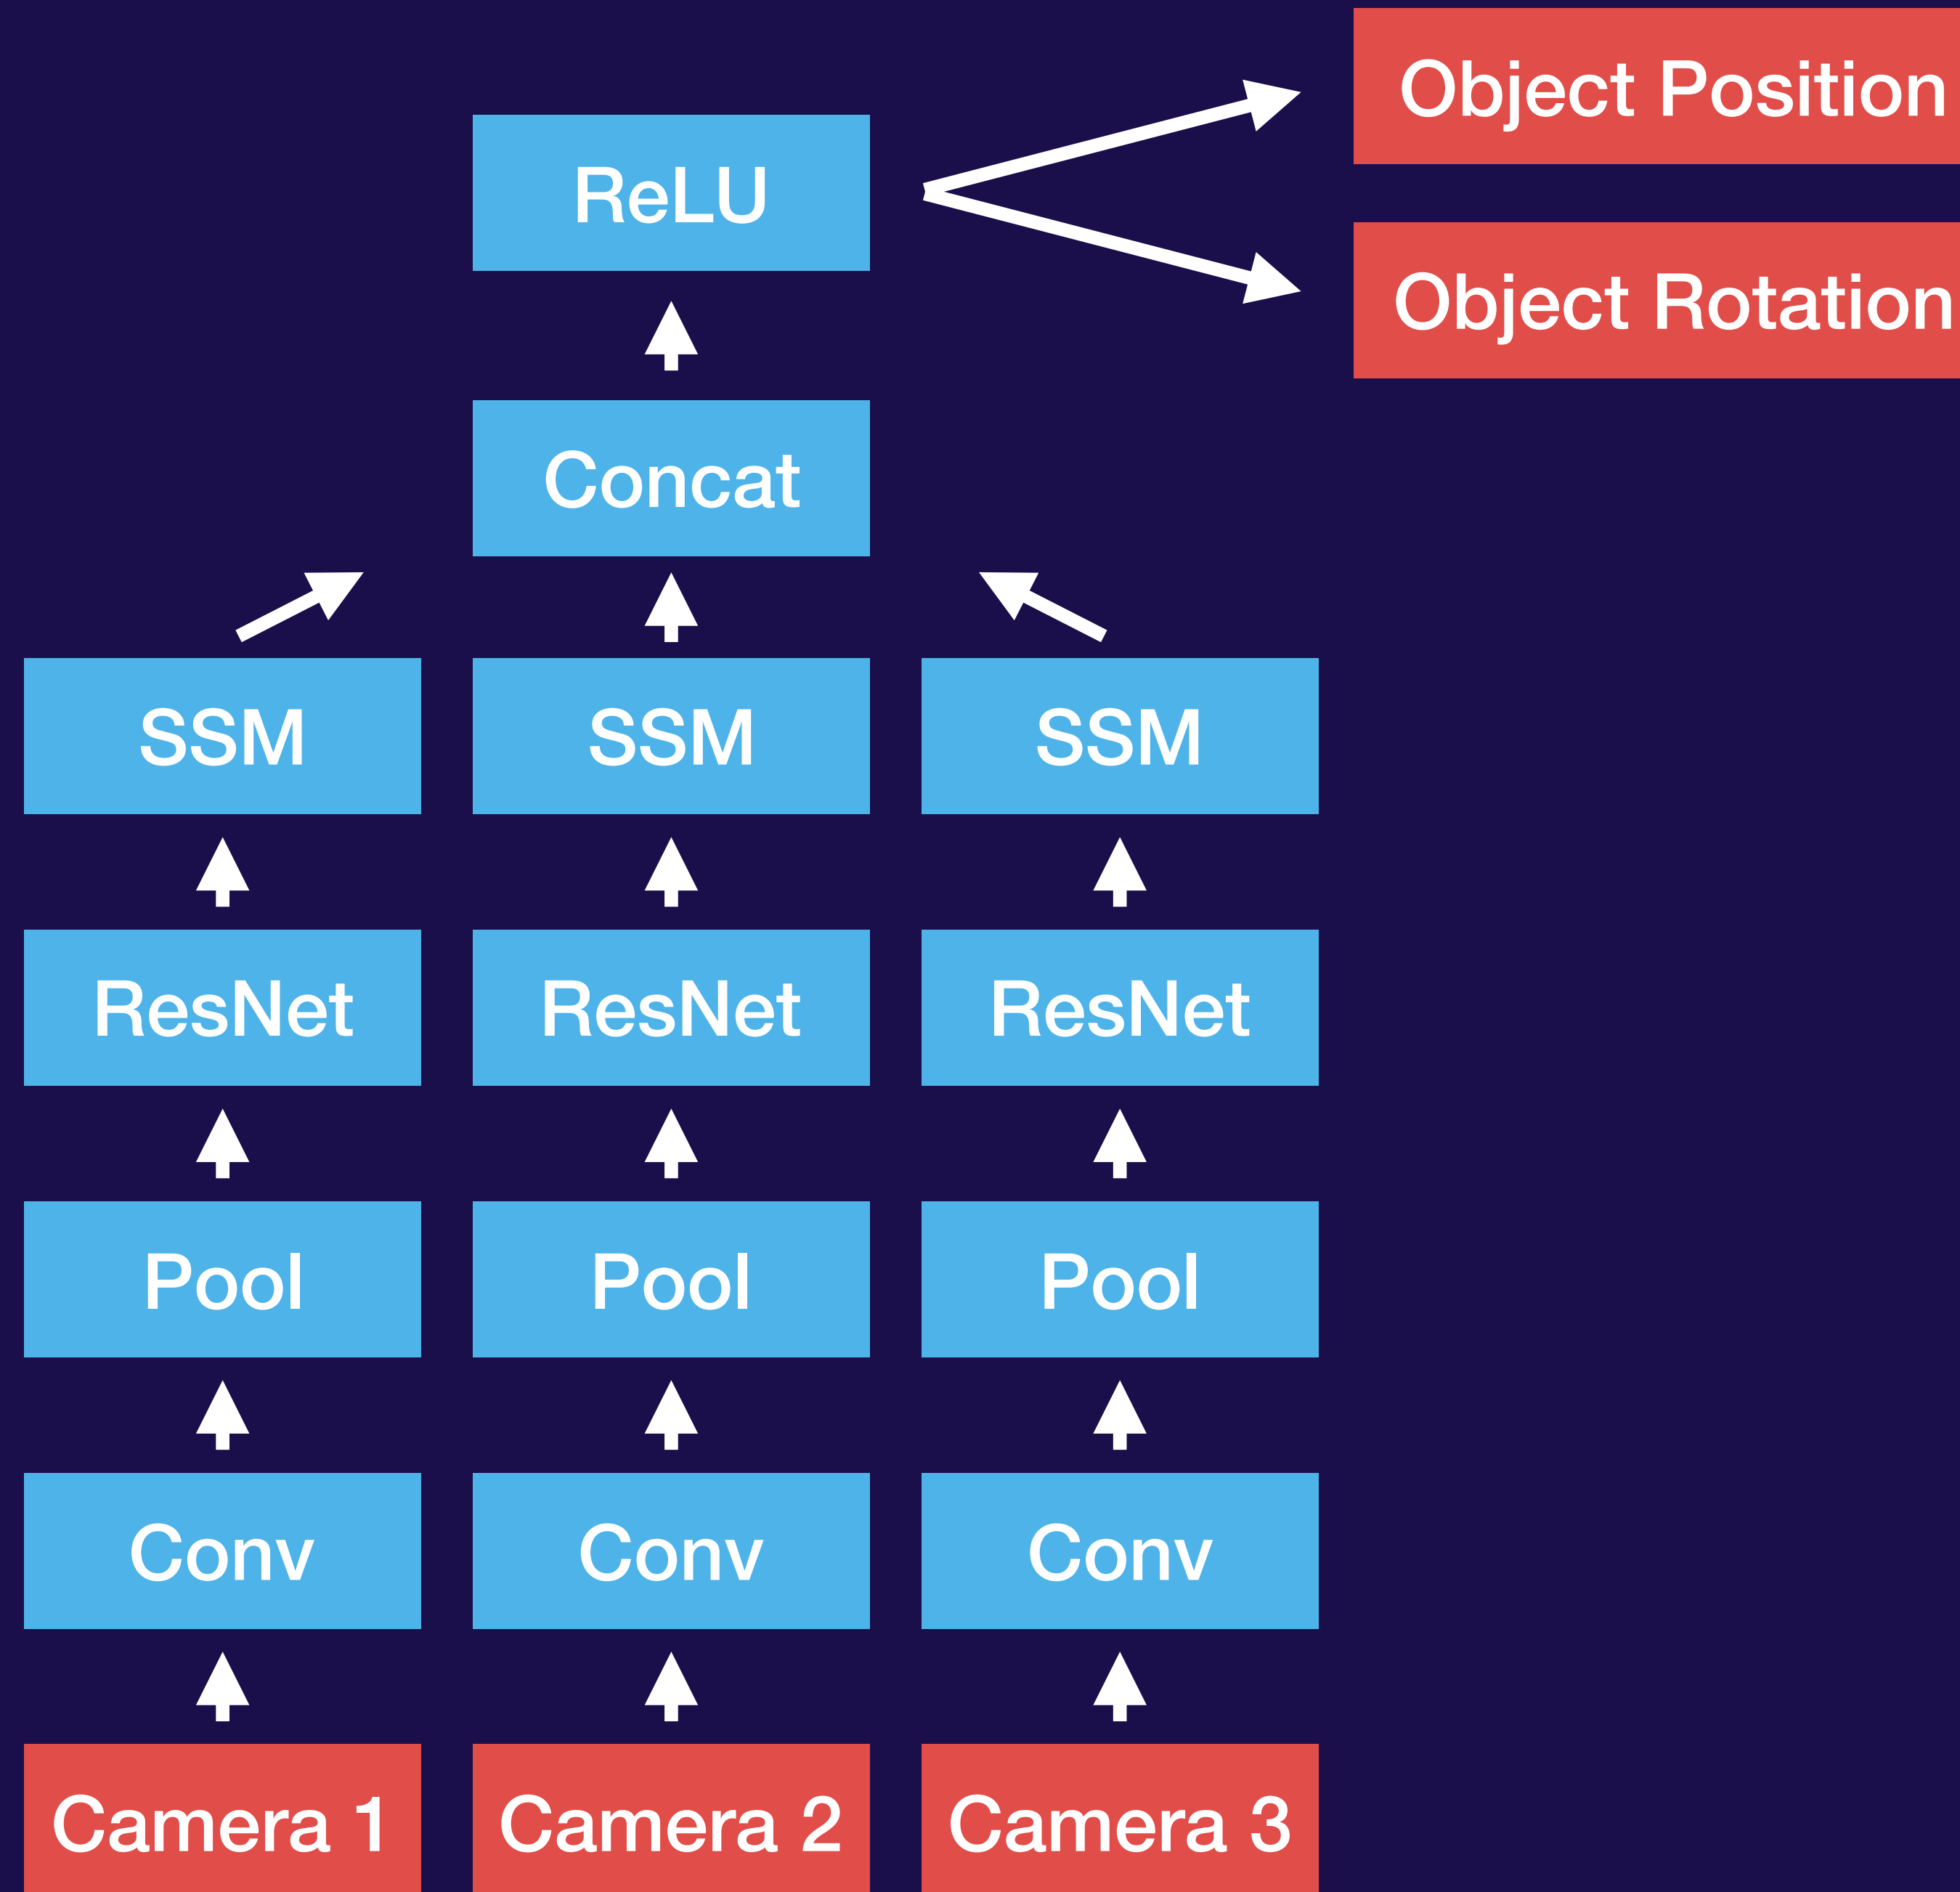 Object Position
ReLU
Object Rotation
Concat
SSM SSM SSM
ResNet ResNet ResNet
Pool Pool Pool
Conv Conv Conv
Camera 1 Camera 2 Camera 3